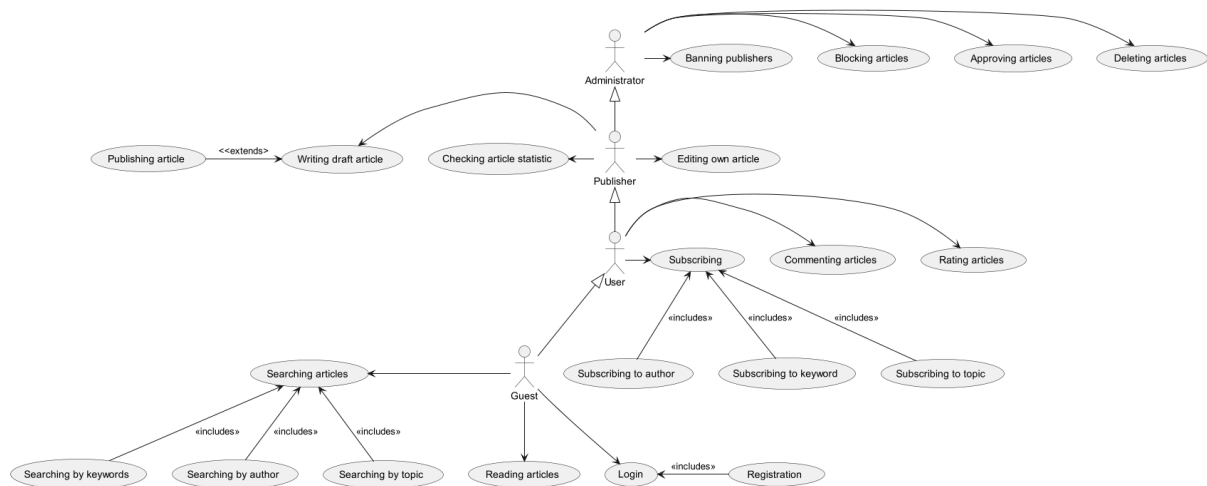 Banning publishers
Blocking articles
Approving articles
Deleting articles
Administrator
Publishing article
<<extends>>
Writing draft article
Checking article statistic
Editing own article
Publisher
Subscribing
Commenting articles
Rating articles
User
«includes»
«includes»
«includes»
Searching articles
Subscribing to author
Subscribing to keyword
Subscribing to topic
Guest
«includes»
«includes»
«includes»
«includes»
Searching by keywords
Searching by author
Searching by topic
Reading articles
Login
Registration